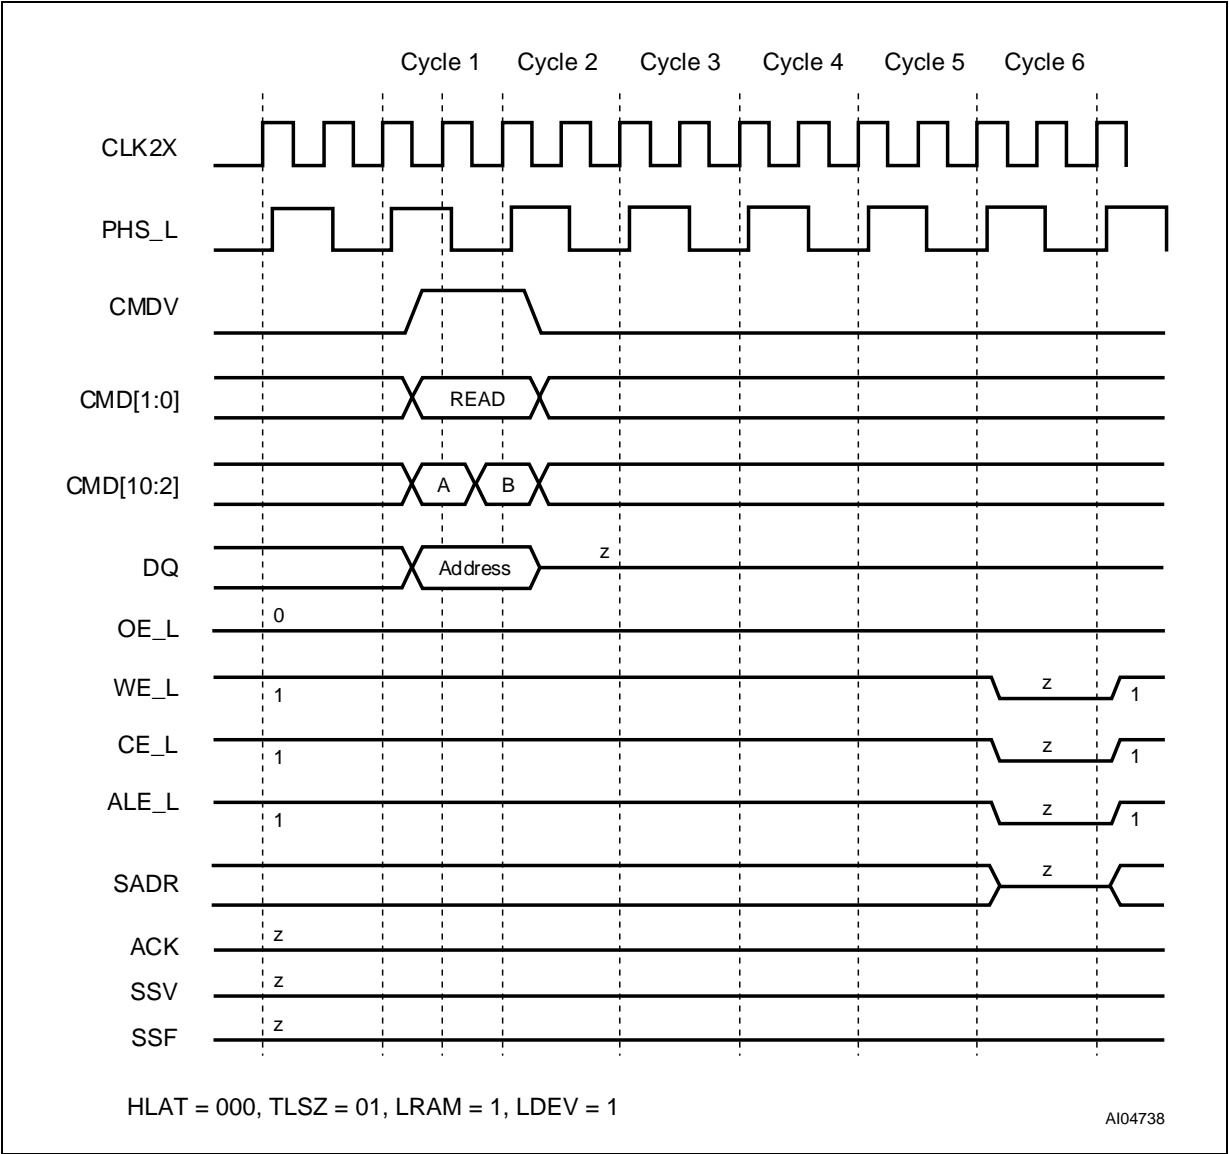 Cycle 1 Cycle 2 Cycle 3 Cycle 4 Cycle 5 Cycle 6
CLK2X
PHS_L
CMDV
CMD[1:0] READ
CMD[10:2] A B
DQ Address z
OE_L 0
WE_L 1 z 1
CE_L 1 z 1
ALE_L 1 z 1
SADR z
ACK z
SSV z
SSF z
HLAT = 000, TLSZ = 01, LRAM = 1, LDEV = 1
AI04738